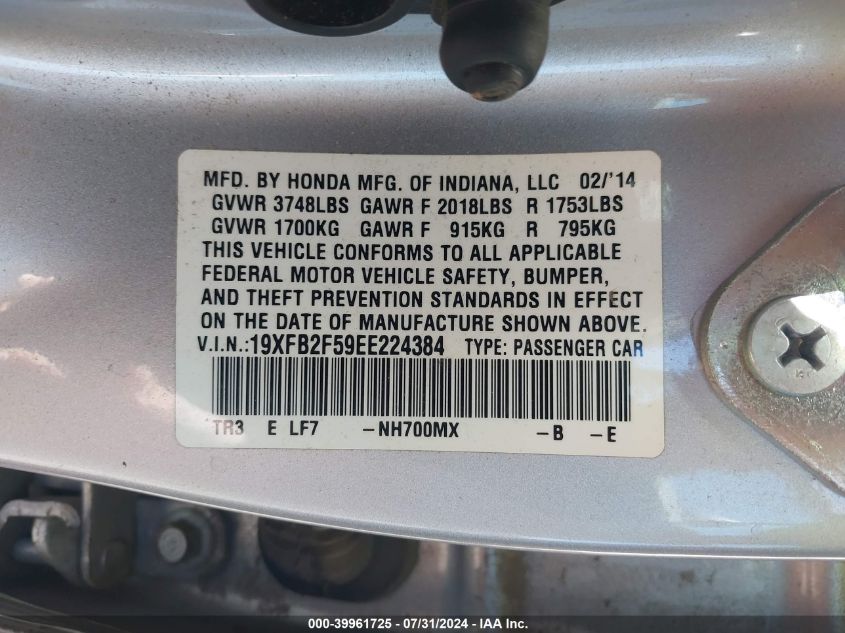 MFD. BY HONDA MFG. OF INDIANA, LLC 02/'14
GVWR 3748LBS GAWR F 2018LBS R 1753LBS
GVWR 1700KG GAWR F 915KG R 795KG
THIS VEHICLE CONFORMS TO ALL APPLICABLE
FEDERAL MOTOR VEHICLE SAFETY, BUMPER,
AND THEFT PREVENTION STANDARDS IN EFFECT
ON THE DATE OF MANUFACTURE SHOWN ABOVE.
V.I.N.:19XFB2F59EE224384 TYPE: PASSENGER CAR
TR3 E LF7 -NH700MX -B -E
000-39961725 - 07/31/2024 - © IAA Inc.